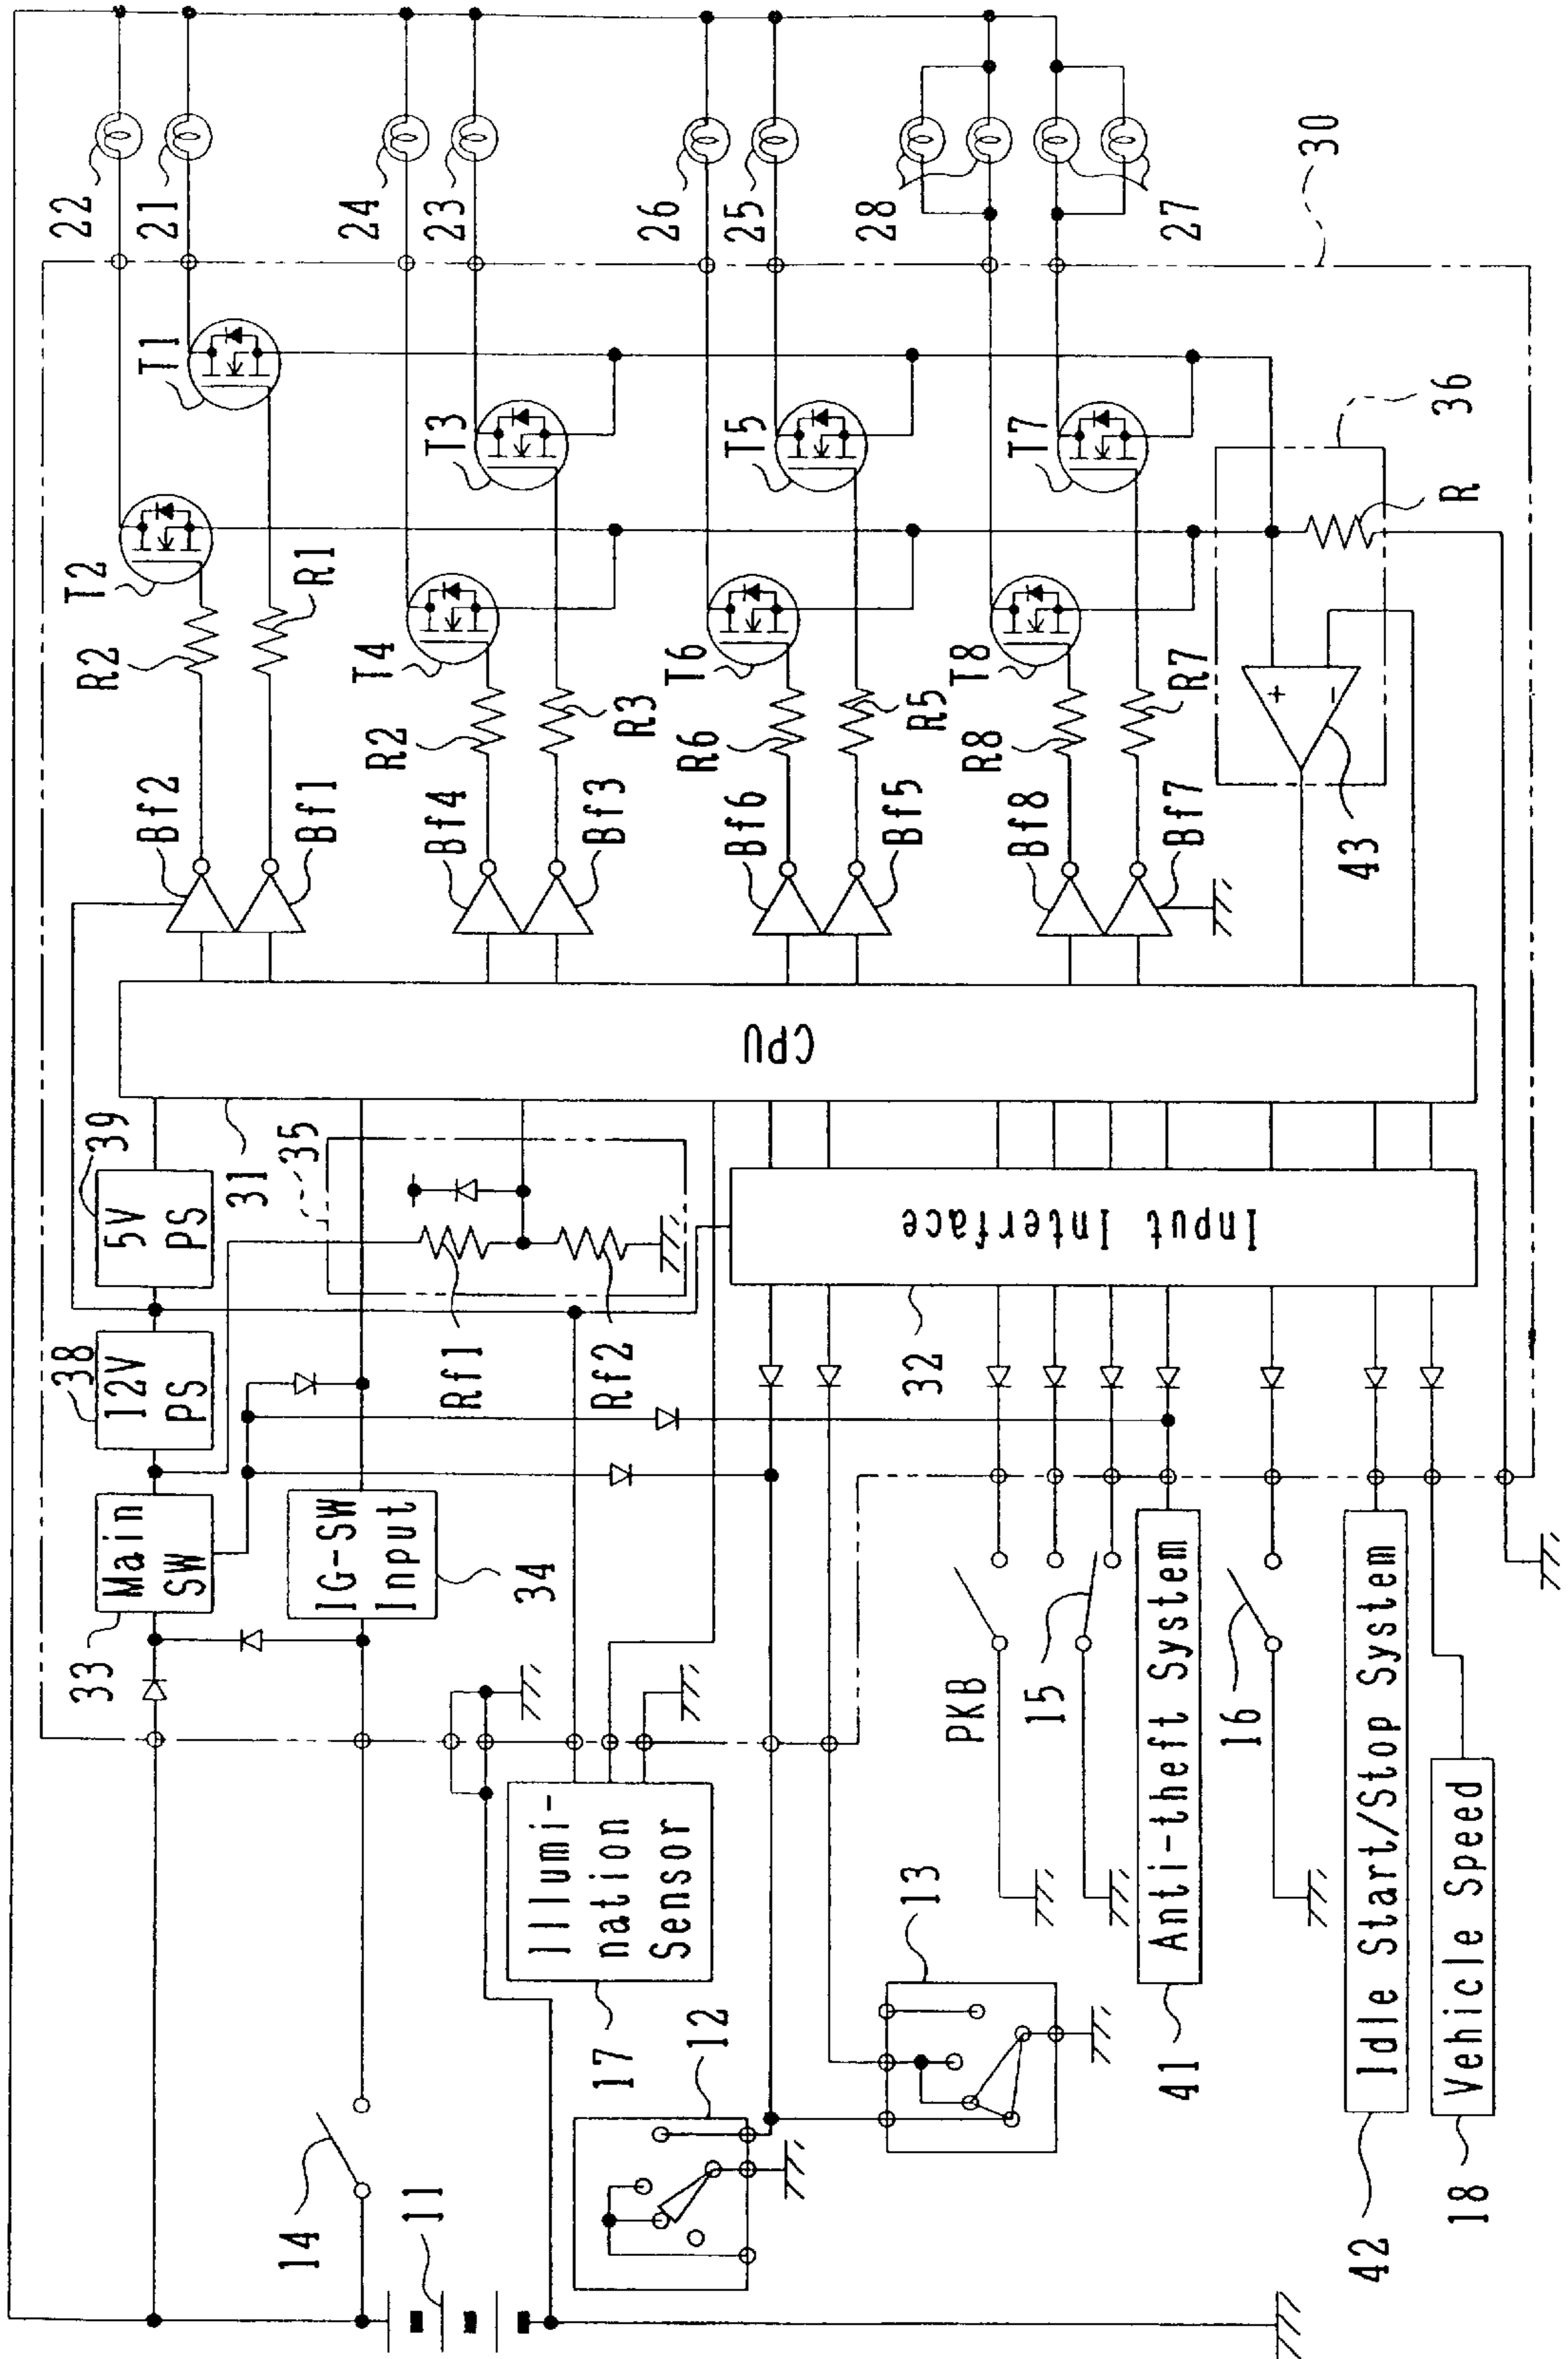 22
21
24
23
26
25
28
27
30
T1
T3
T5
T7
36
R
T2
R1
R2
T4
R3
R2
T6
R5
R6
T8
R7
R8
+
−
Bf2
Bf1
Bf4
Bf3
Bf6
Bf5
Bf8
Bf7
43
CPU
39
5V
PS
31
35
Input Interface
38
12V
PS
Rf1
Rf2
32
Main
SW
33
IG-SW
Input
34
PKB
15
16
Illumi-
nation
Sensor
17
Anti-theft System
41
Idle Start/Stop System
42
Vehicle Speed
18
13
12
14
11